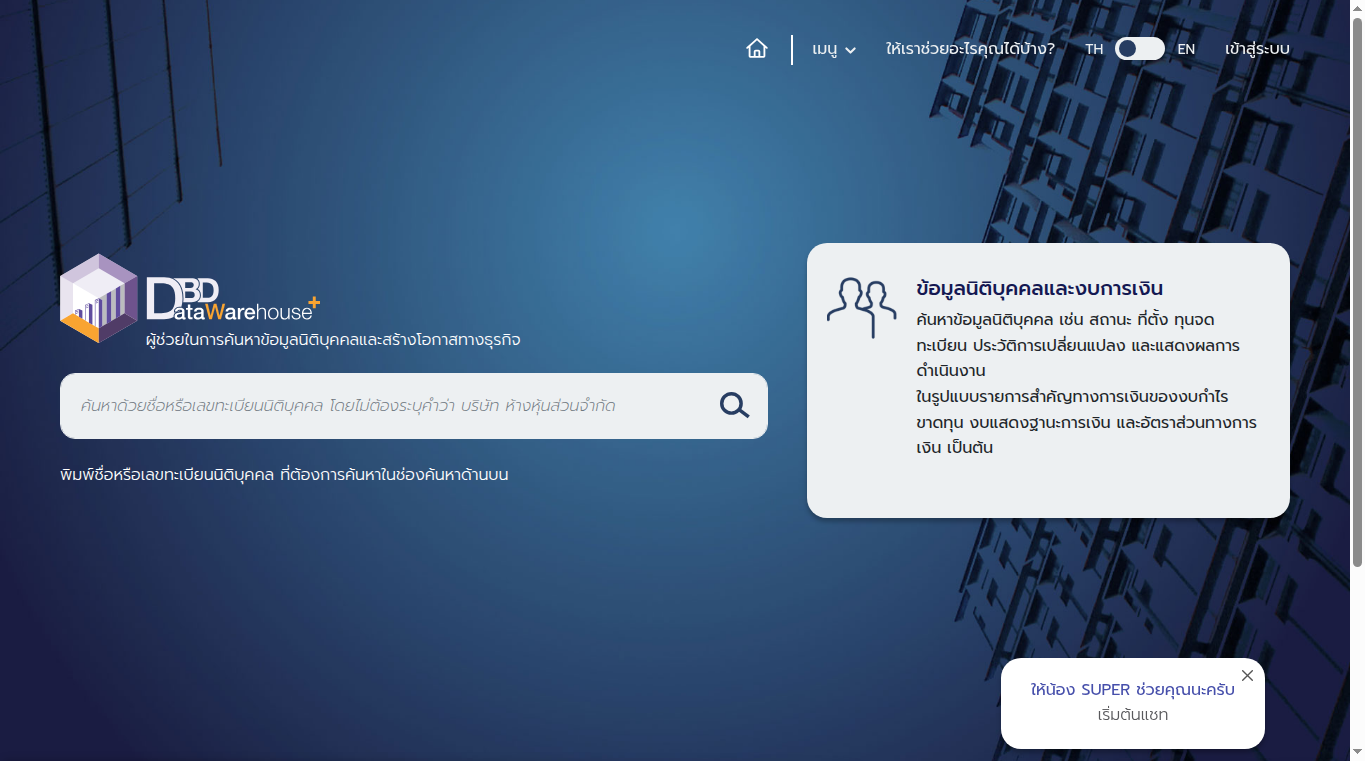 เมนู
ให้เราช่วยอะไรคุณได้บ้าง?
TH
EN
เข้าสู่ระบบ
DBD
DataWarehouse+
ผู้ช่วยในการค้นหาข้อมูลนิติบุคคลและสร้างโอกาสทางธุรกิจ
ค้นหาด้วยชื่อหรือเลขทะเบียนนิติบุคคล โดยไม่ต้องระบุคำว่า บริษัท ห้างหุ้นส่วนจำกัด
พิมพ์ชื่อหรือเลขทะเบียนนิติบุคคล ที่ต้องการค้นหาในช่องค้นหาด้านบน
ข้อมูลนิติบุคคลและงบการเงิน
ค้นหาข้อมูลนิติบุคคล เช่น สถานะ ที่ตั้ง ทุนจด
ทะเบียน ประวัติการเปลี่ยนแปลง และแสดงผลการ
ดำเนินงาน
ในรูปแบบรายการสำคัญทางการเงินของงบกำไร
ขาดทุน งบแสดงฐานะการเงิน และอัตราส่วนทางการ
เงิน เป็นต้น
ให้น้อง SUPER ช่วยคุณนะครับ
เริ่มต้นแชท